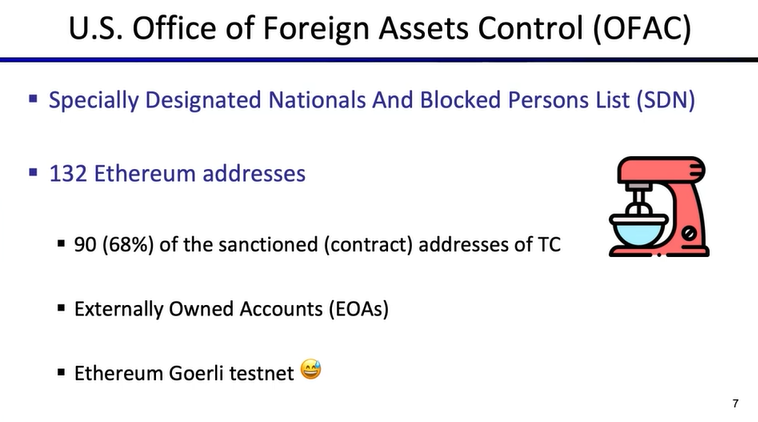 U.S. Office of Foreign Assets Control (OFAC)
▪ Specially Designated Nationals And Blocked Persons List (SDN)
▪ 132 Ethereum addresses
▪ 90 (68%) of the sanctioned (contract) addresses of TC
▪ Externally Owned Accounts (EOAs)
▪ Ethereum Goerli testnet 😅
7